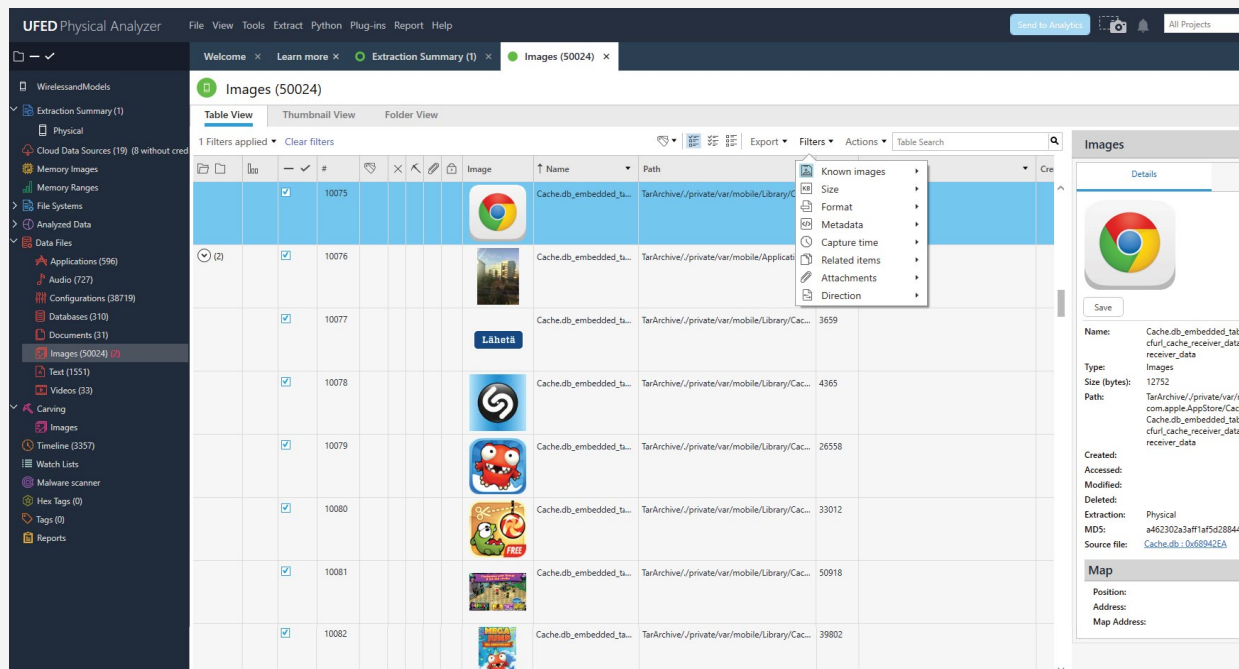 UFED Physical Analyzer
File View Tools Extract Python Plug-ins Report Help
Send to Analytics
All Projects
Welcome × Learn more × Extraction Summary (1) × Images (50024) ×
WirelessandModels
Extraction Summary (1)
Physical
Cloud Data Sources (19) (8 without cred
Memory Images
Memory Ranges
File Systems
Analyzed Data
Data Files
Applications (596)
Audio (727)
Configurations (38719)
Databases (310)
Documents (31)
Images (50024) (2)
Text (1551)
Videos (33)
Carving
Images
Timeline (3357)
Watch Lists
Malware scanner
Hex Tags (0)
Tags (0)
Reports
Images (50024)
Table View Thumbnail View Folder View
1 Filters applied Clear filters
Export Filters Actions Table Search
# Image Name Path Cre
10075 Cache.db_embedded_ta... TarArchive/./private/var/mobile/Library/C
(2) 10076 Cache.db_embedded_ta... TarArchive/./private/var/mobile/Applicati
10077 Lähetä Cache.db_embedded_ta... TarArchive/./private/var/mobile/Library/Cac... 3659
10078 Cache.db_embedded_ta... TarArchive/./private/var/mobile/Library/Cac... 4365
10079 Cache.db_embedded_ta... TarArchive/./private/var/mobile/Library/Cac... 26558
10080 FREE Cache.db_embedded_ta... TarArchive/./private/var/mobile/Library/Cac... 33012
10081 Cache.db_embedded_ta... TarArchive/./private/var/mobile/Library/Cac... 50918
10082 MEGA JUMP Cache.db_embedded_ta... TarArchive/./private/var/mobile/Library/Cac... 39802
Known images
KB Size
Format
Metadata
Capture time
Related items
Attachments
Direction
Images
Details
Save
Name: Cache.db_embedded_tab
cfurl_cache_receiver_data
receiver_data
Type: Images
Size (bytes): 12752
Path: TarArchive/./private/var/
com.apple.AppStore/Cac
Cache.db_embedded_tab
cfurl_cache_receiver_data
receiver_data
Created:
Accessed:
Modified:
Deleted:
Extraction: Physical
MD5: a462302a3aff1af5d28844
Source file: Cache.db : 0x68942EA
Map
Position:
Address:
Map Address: